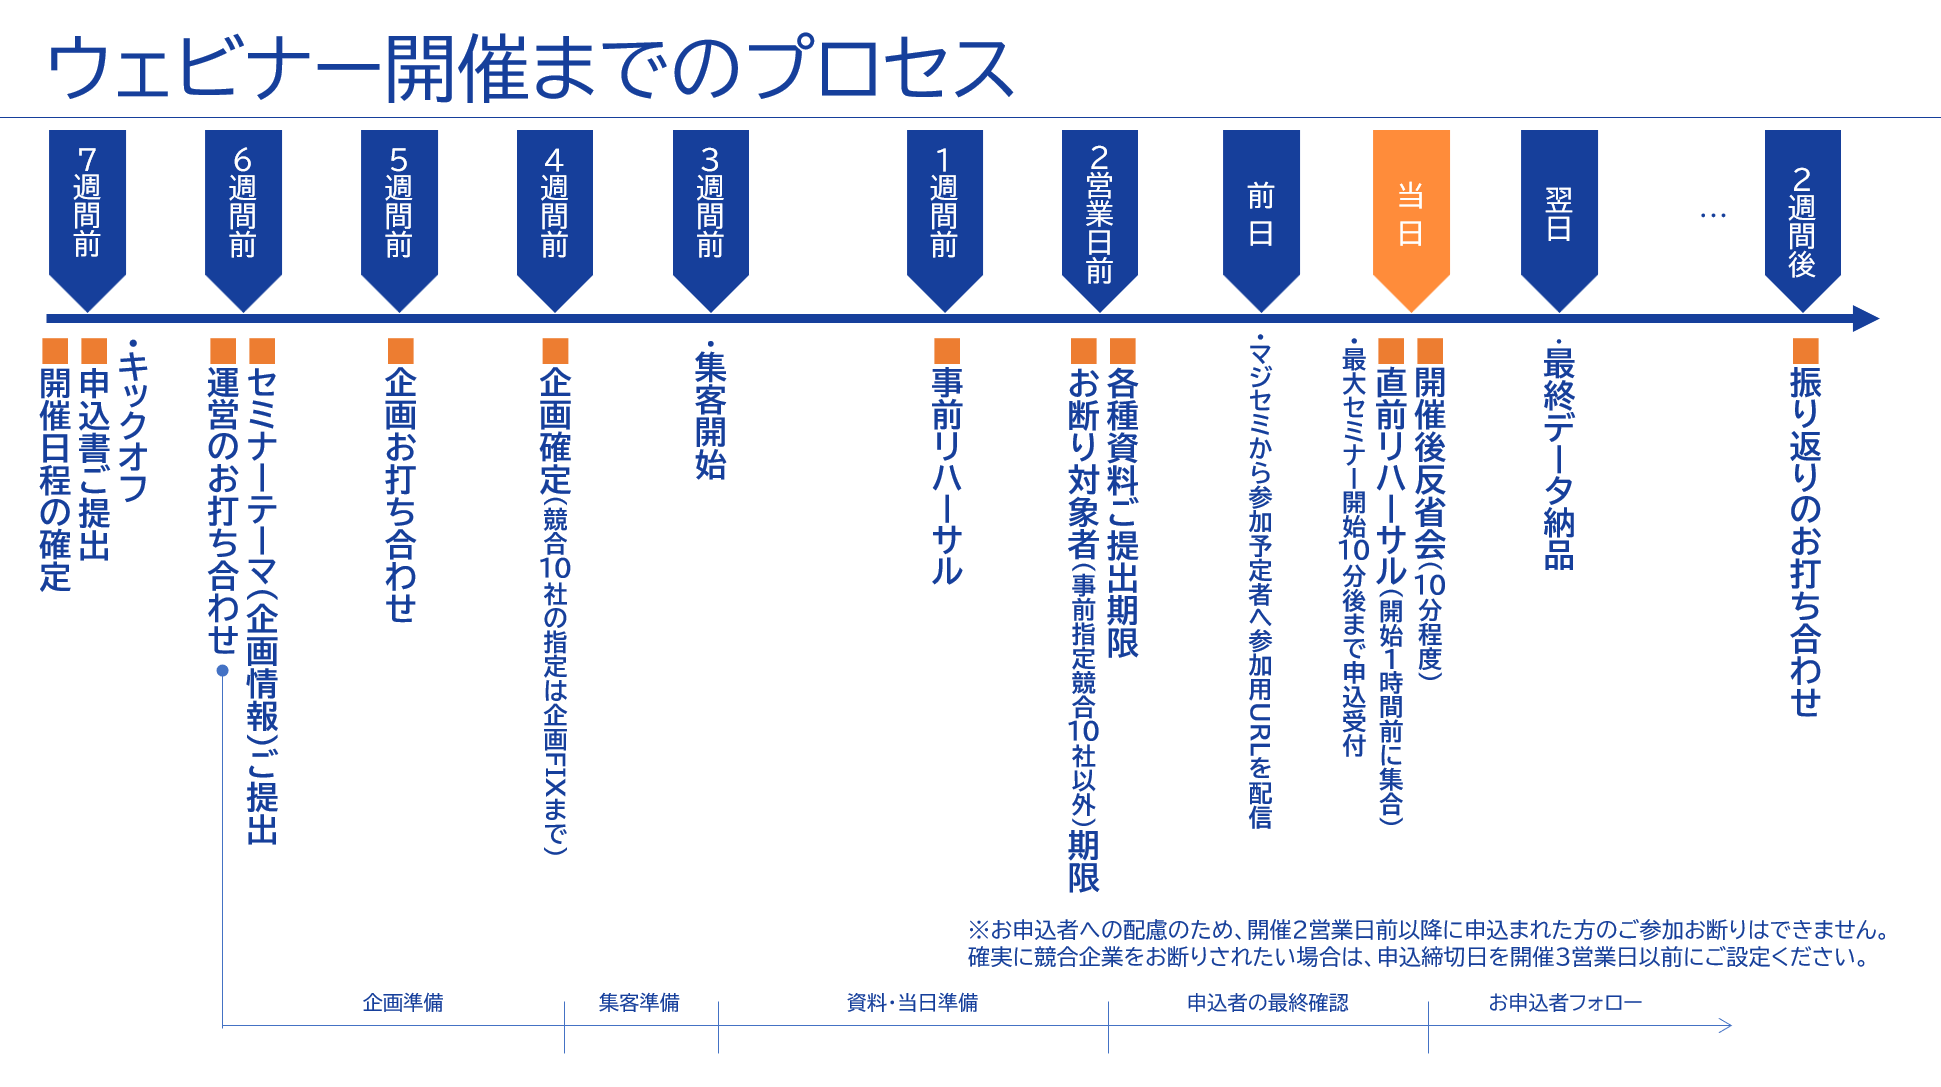 ウェビナー開催までのプロセス
7週間前
6週間前
5週間前
4週間前
3週間前
1週間前
2営業日前
前日
当日
翌日
…
2週間後
・キックオフ
■申込書ご提出
■開催日程の確定
■セミナーテーマ(企画情報)ご提出
■運営のお打ち合わせ
■企画お打ち合わせ
■企画確定(競合10社の指定は企画FIXまで)
・集客開始
■事前リハーサル
■各種資料ご提出期限
■お断り対象者(事前指定競合10社以外)期限
・マジセミから参加予定者へ参加用URLを配信
■開催後反省会(10分程度)
■直前リハーサル(開始1時間前に集合)
・最大セミナー開始10分後まで申込受付
・最終データ納品
■振り返りのお打ち合わせ
※お申込者への配慮のため、開催2営業日前以降に申込まれた方のご参加お断りはできません。
確実に競合企業をお断りされたい場合は、申込締切日を開催3営業日以前にご設定ください。
企画準備
集客準備
資料・当日準備
申込者の最終確認
お申込者フォロー